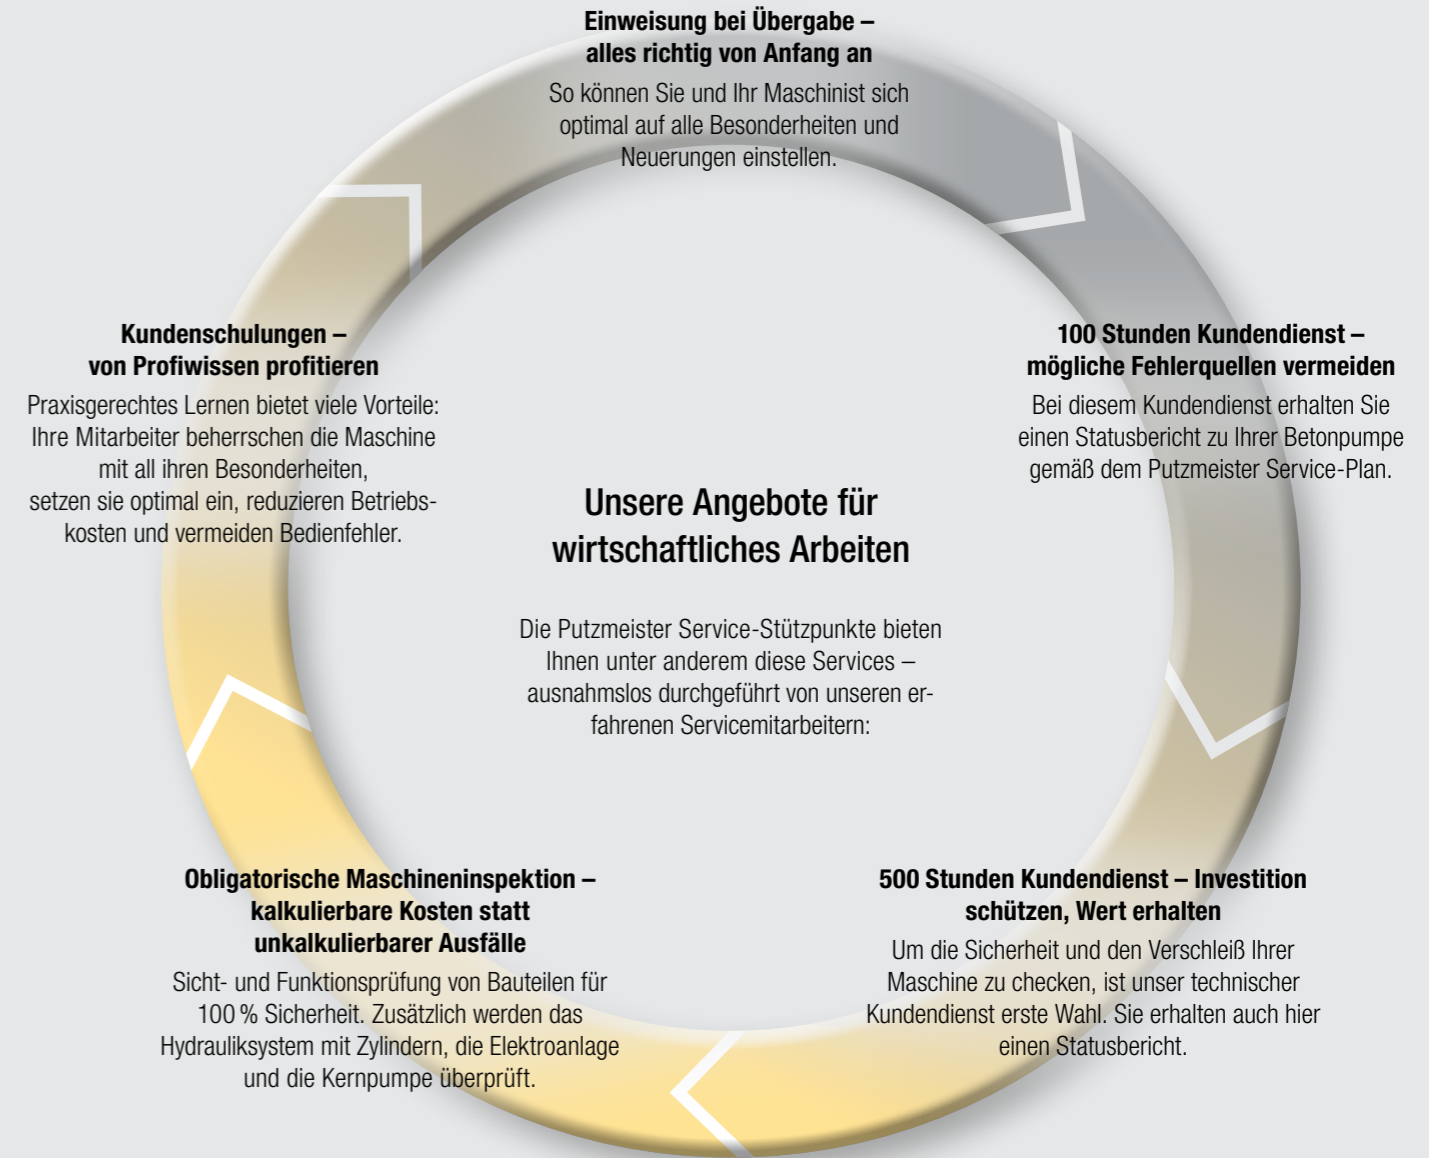 Einweisung bei Übergabe –
alles richtig von Anfang an
So können Sie und Ihr Maschinist sich
optimal auf alle Besonderheiten und
Neuerungen einstellen.
100 Stunden Kundendienst –
mögliche Fehlerquellen vermeiden
Bei diesem Kundendienst erhalten Sie
einen Statusbericht zu Ihrer Betonpumpe
gemäß dem Putzmeister Service-Plan.
500 Stunden Kundendienst – Investition
schützen, Wert erhalten
Um die Sicherheit und den Verschleiß Ihrer
Maschine zu checken, ist unser technischer
Kundendienst erste Wahl. Sie erhalten auch hier
einen Statusbericht.
Obligatorische Maschineninspektion –
kalkulierbare Kosten statt
unkalkulierbarer Ausfälle
Sicht- und Funktionsprüfung von Bauteilen für
100 % Sicherheit. Zusätzlich werden das
Hydrauliksystem mit Zylindern, die Elektroanlage
und die Kernpumpe überprüft.
Kundenschulungen –
von Profiwissen profitieren
Praxisgerechtes Lernen bietet viele Vorteile:
Ihre Mitarbeiter beherrschen die Maschine
mit all ihren Besonderheiten,
setzen sie optimal ein, reduzieren Betriebs-
kosten und vermeiden Bedienfehler.
Unsere Angebote für
wirtschaftliches Arbeiten
Die Putzmeister Service-Stützpunkte bieten
Ihnen unter anderem diese Services –
ausnahmslos durchgeführt von unseren er-
fahrenen Servicemitarbeitern: